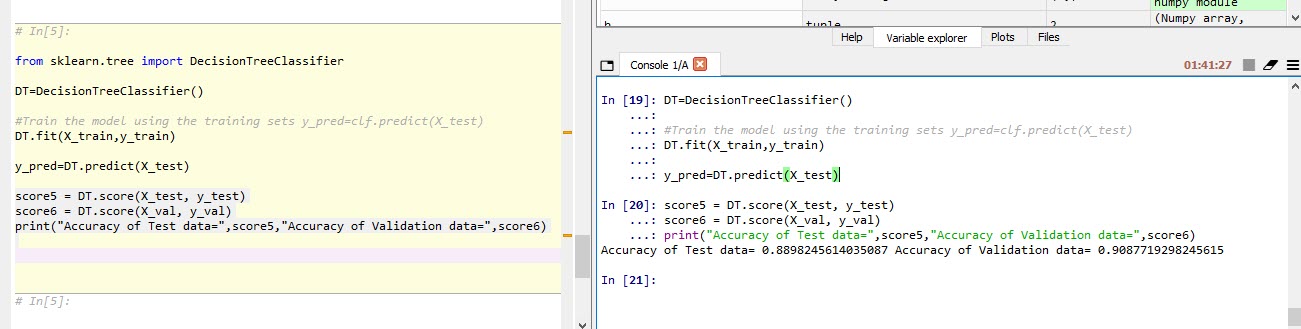 # In[5]:
from sklearn.tree import DecisionTreeClassifier
DT=DecisionTreeClassifier()
#Train the model using the training sets y_pred=clf.predict(X_test)
DT.fit(X_train,y_train)
y_pred=DT.predict(X_test)
score5 = DT.score(X_test, y_test)
score6 = DT.score(X_val, y_val)
print("Accuracy of Test data=",score5,"Accuracy of Validation data=",score6)
# In[5]:
numpy module
h tuple 2 (Numpy array,
Help Variable explorer Plots Files
Console 1/A 01:41:27
In [19]: DT=DecisionTreeClassifier()
...:
...: #Train the model using the training sets y_pred=clf.predict(X_test)
...: DT.fit(X_train,y_train)
...:
...: y_pred=DT.predict(X_test)
In [20]: score5 = DT.score(X_test, y_test)
...: score6 = DT.score(X_val, y_val)
...: print("Accuracy of Test data=",score5,"Accuracy of Validation data=",score6)
Accuracy of Test data= 0.8898245614035087 Accuracy of Validation data= 0.9087719298245615
In [21]: